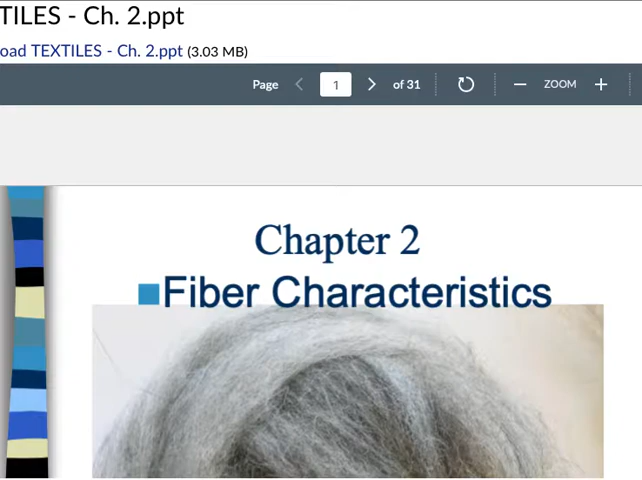 TILES - Ch. 2.ppt
oad TEXTILES - Ch. 2.ppt (3.03 MB)
Page 1 of 31 ZOOM
Chapter 2
Fiber Characteristics